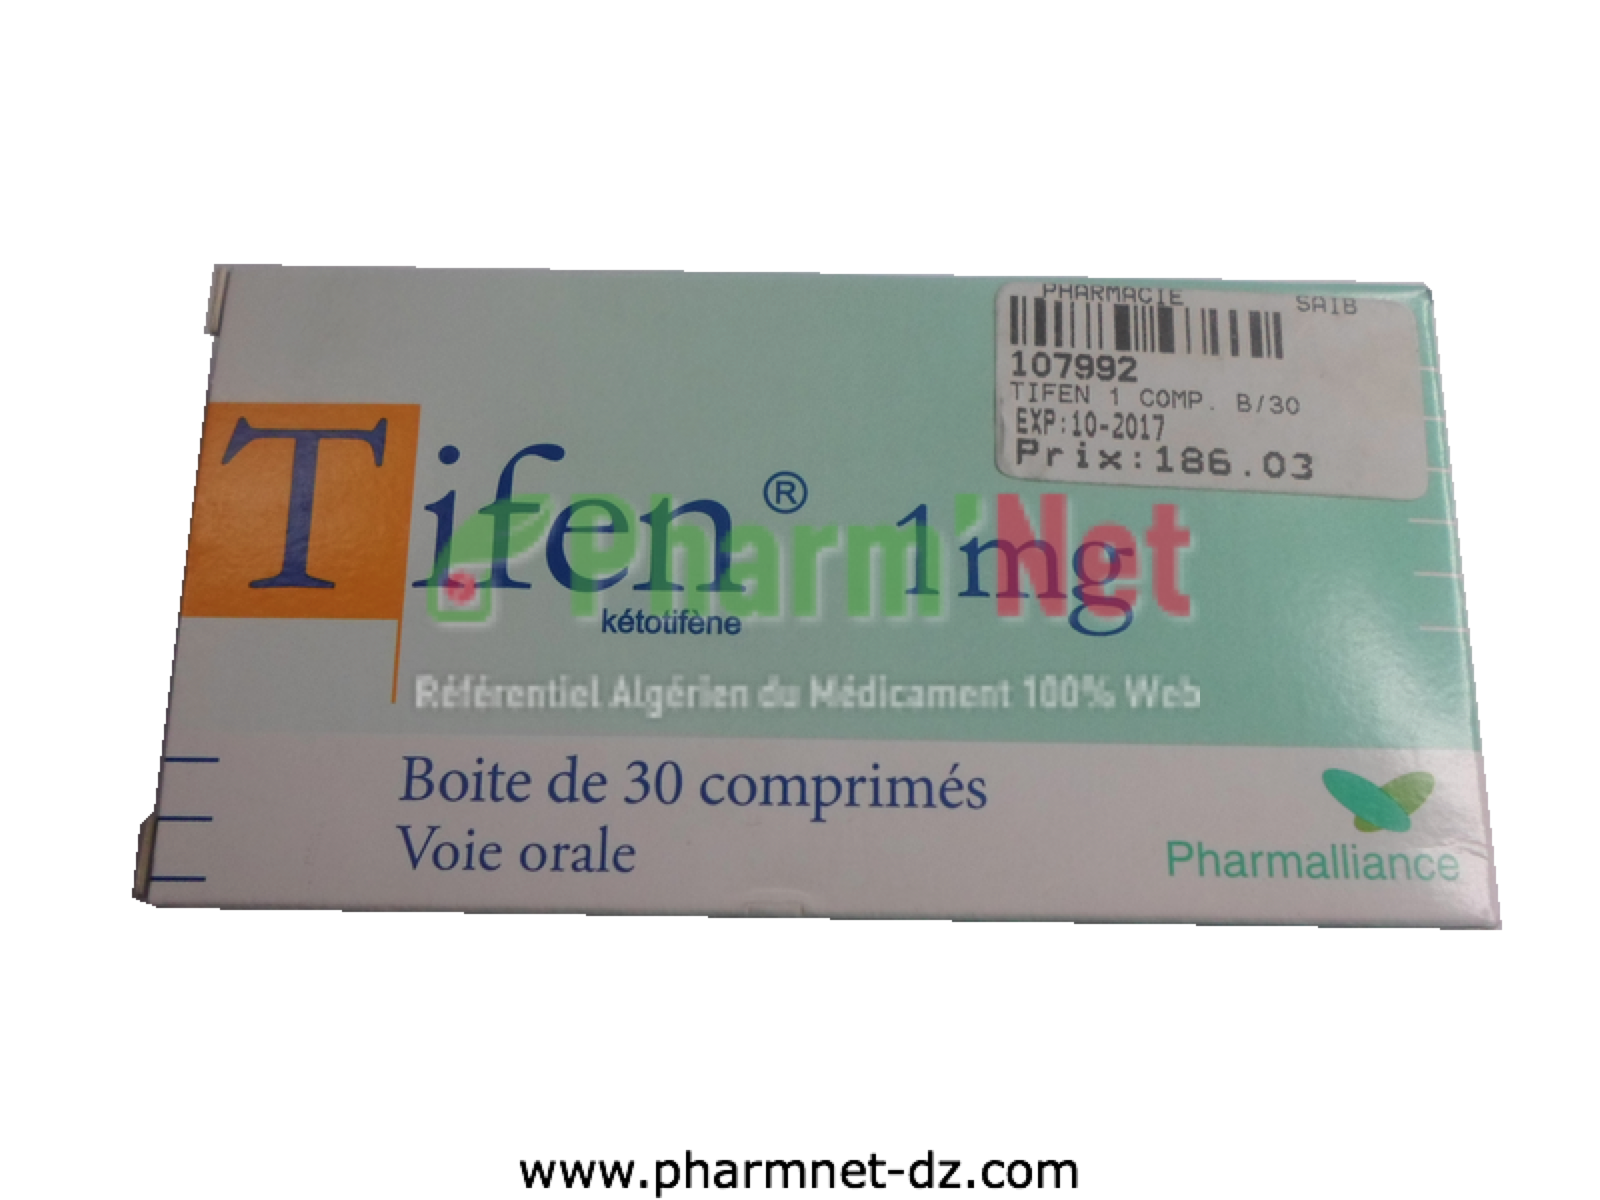 PHARMACIE SAIB
107992
TIFEN 1 COMP. B/30
EXP:10-2017
Prix:186.03
Tifen® 1mg
kétotifène
Pharm'Net
Référentiel Algérien du Médicament 100% Web
Boite de 30 comprimés
Voie orale
Pharmalliance
www.pharmnet-dz.com